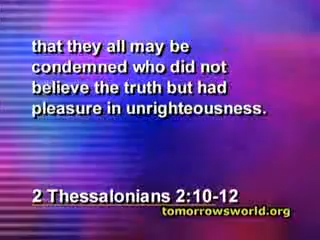 that they all may be
condemned who did not
believe the truth but had
pleasure in unrighteousness.
2 Thessalonians 2:10-12
tomorrowsworld.org